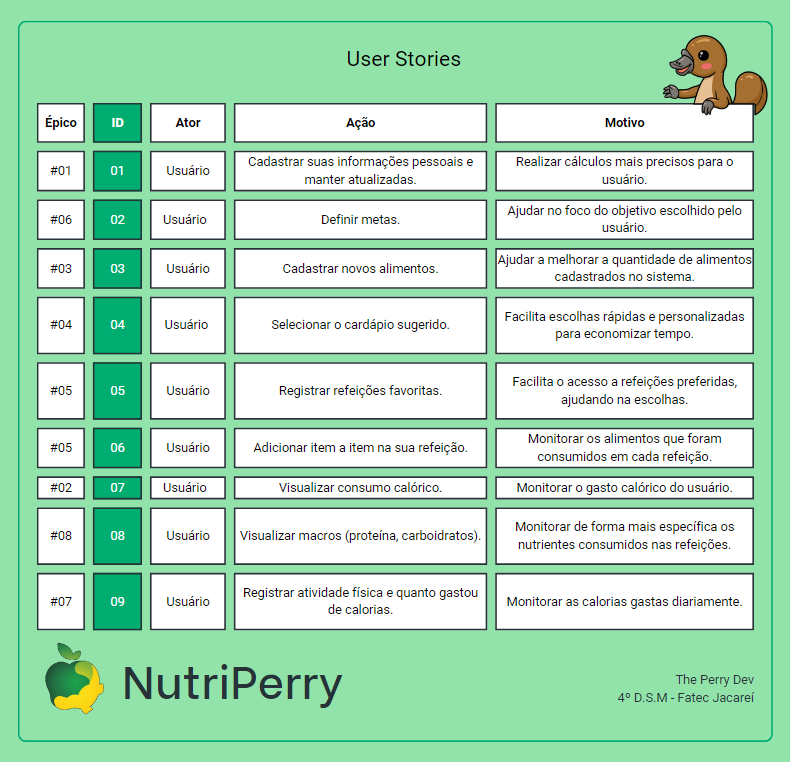 User Stories
Épico ID Ator Ação Motivo
#01 01 Usuário Cadastrar suas informações pessoais e manter atualizadas. Realizar cálculos mais precisos para o usuário.
#06 02 Usuário Definir metas. Ajudar no foco do objetivo escolhido pelo usuário.
#03 03 Usuário Cadastrar novos alimentos. Ajudar a melhorar a quantidade de alimentos cadastrados no sistema.
#04 04 Usuário Selecionar o cardápio sugerido. Facilita escolhas rápidas e personalizadas para economizar tempo.
#05 05 Usuário Registrar refeições favoritas. Facilita o acesso a refeições preferidas, ajudando na escolhas.
#05 06 Usuário Adicionar item a item na sua refeição. Monitorar os alimentos que foram consumidos em cada refeição.
#02 07 Usuário Visualizar consumo calórico. Monitorar o gasto calórico do usuário.
#08 08 Usuário Visualizar macros (proteína, carboidratos). Monitorar de forma mais específica os nutrientes consumidos nas refeições.
#07 09 Usuário Registrar atividade física e quanto gastou de calorias. Monitorar as calorias gastas diariamente.
NutriPerry
The Perry Dev
4º D.S.M - Fatec Jacareí